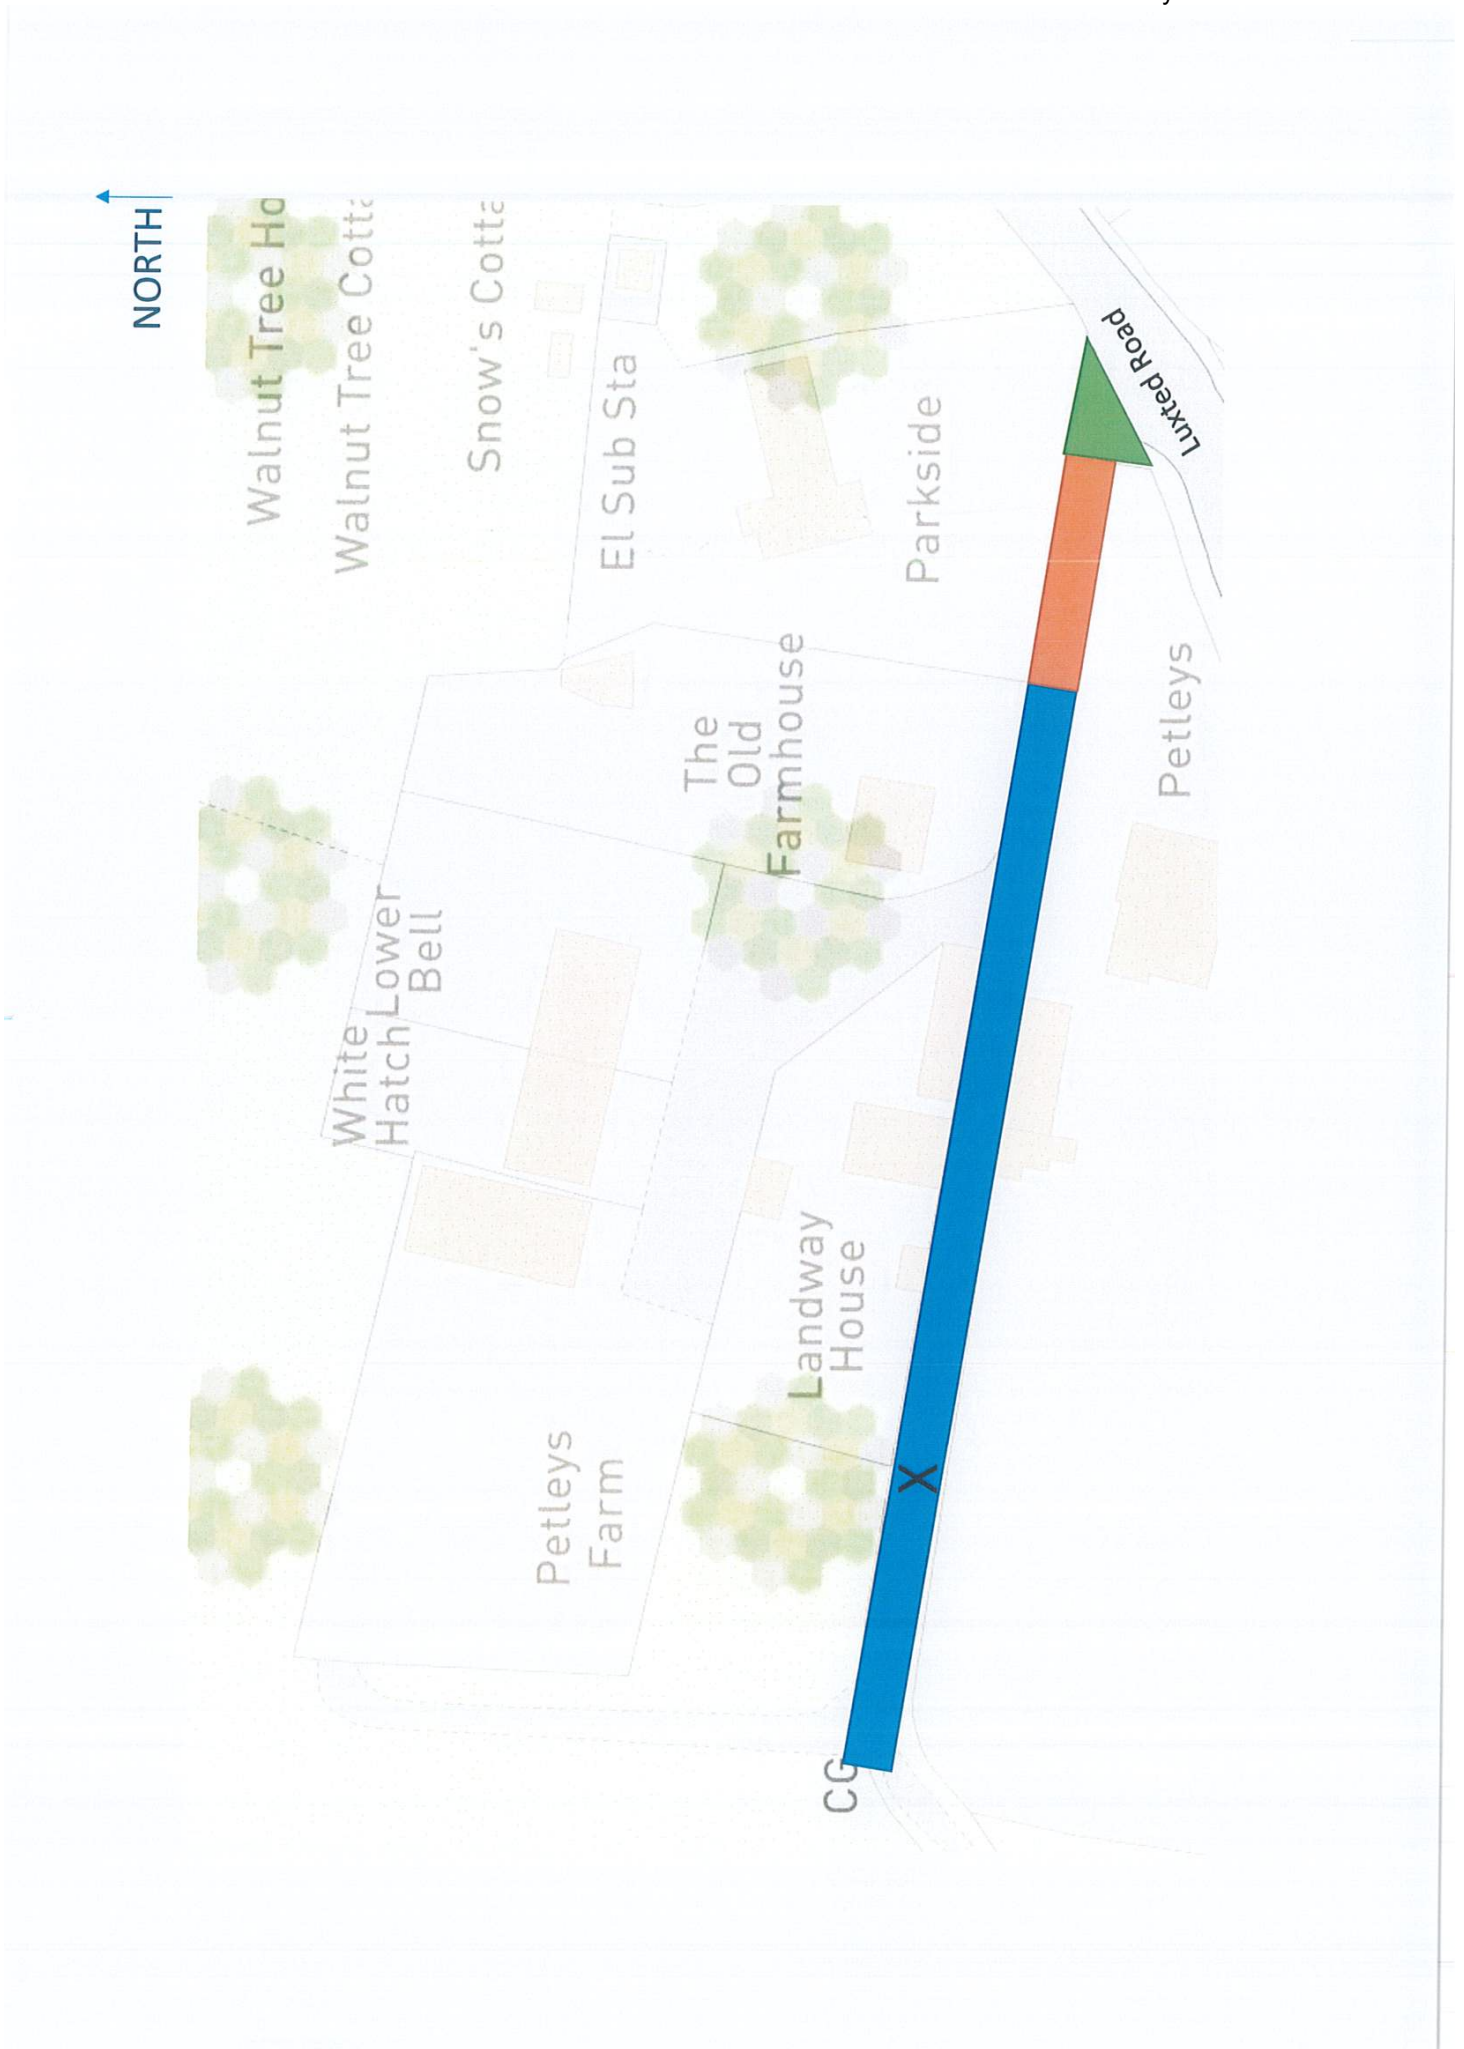 NORTH
Walnut Tree Ho
Walnut Tree Cotta
Snow's Cotta
El Sub Sta
Parkside
Luxted Road
The
Old
Farmhouse
Petleys
Lower
Bell
White
Hatch
Landway
House
Petleys
Farm
X
CG